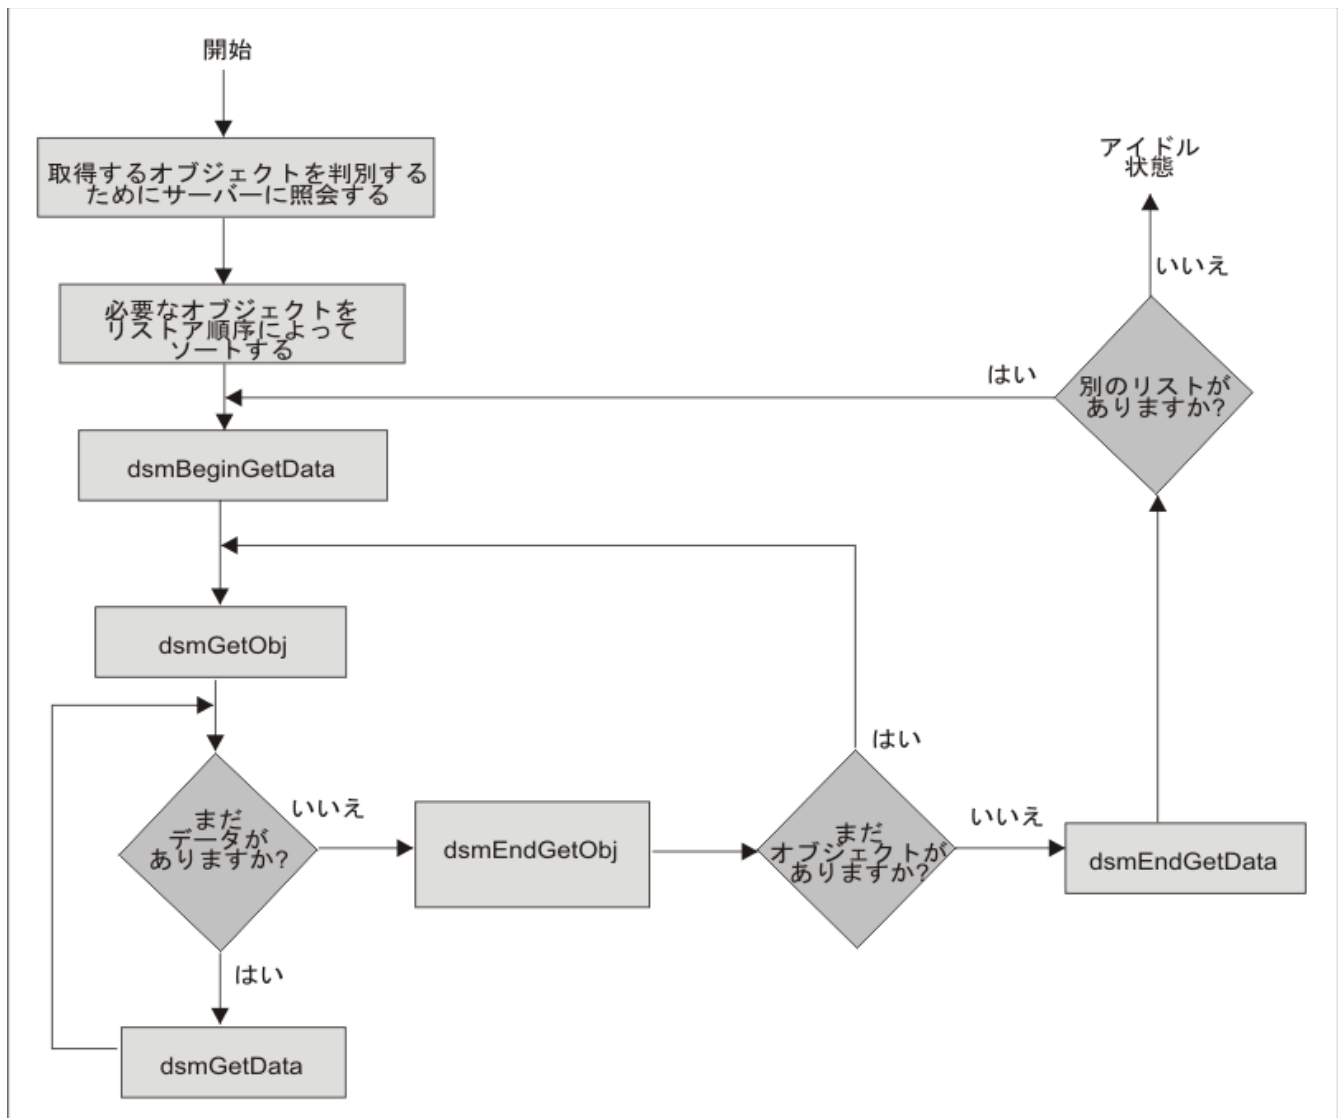 開始
取得するオブジェクトを判別する
ためにサーバーに照会する
必要なオブジェクトを
リストア順序によって
ソートする
dsmBeginGetData
dsmGetObj
まだ
データが
ありますか?
いいえ
はい
dsmGetData
dsmEndGetObj
まだ
オブジェクトが
ありますか?
はい
いいえ
dsmEndGetData
別のリストが
ありますか?
はい
いいえ
アイドル
状態